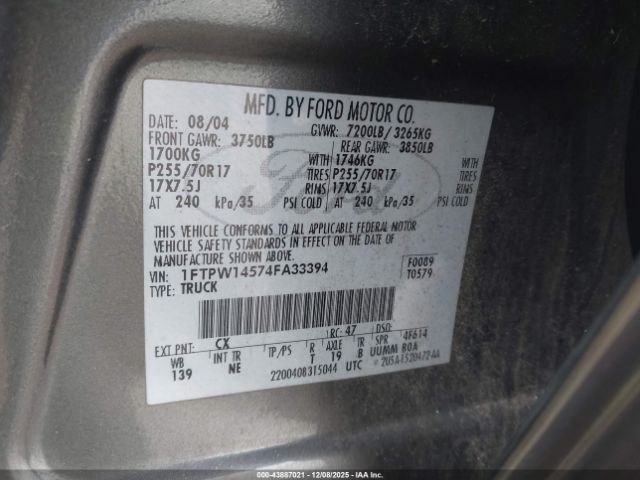 MFD. BY FORD MOTOR CO.
DATE: 08/04 GVWR: 7200LB/ 3265KG
FRONT GAWR: 3750LB REAR GAWR: 3850LB
1700KG WITH 1746KG WITH
P255/70R17 TIRES P255/70R17 TIRES
17X7.5J RIMS 17X7.5J RIMS
AT 240 kPa/35 PSI COLD AT 240 kPa/35 PSI COLD
Ford
THIS VEHICLE CONFORMS TO ALL APPLICABLE FEDERAL MOTOR
VEHICLE SAFETY STANDARDS IN EFFECT ON THE DATE OF
MANUFACTURE SHOWN ABOVE.
VIN: 1FTPW14574FA33394 F0089
TYPE: TRUCK T0579
EXT PNT: CX RC: 47 DSO:
WB INT TR TP/PS R AXLE TR SPR 4F614
139 NE T 19 B UUMM BOA
2200408315044 UTC
000-43887021 - 12/08/2025 - IAAI.COM